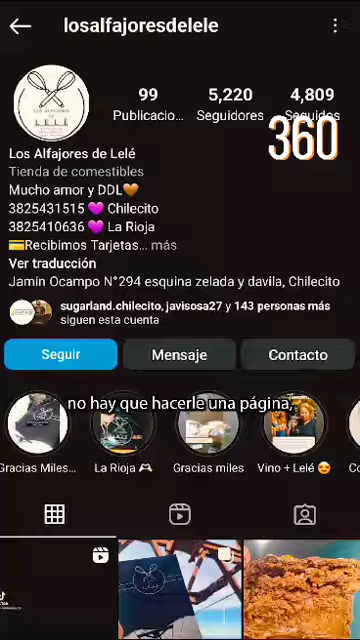 losalfajoresdelele
99
5,220
4,809
Publicacio...
Seguidores
Seguidos
360
LOS ALFAJORES
DE
LELÉ
Los Alfajores de Lelé
Tienda de comestibles
Mucho amor y DDL🧡
3825431515 💜 Chilecito
3825410636 💜 La Rioja
💳Recibimos Tarjetas... más
Ver traducción
Jamin Ocampo N°294 esquina zelada y davila, Chilecito
sugarland.chilecito, javisosa27 y 143 personas más
siguen esta cuenta
Seguir
Mensaje
Contacto
no hay que hacerle una página,
Gracias Miles...
La Rioja 🎮
Gracias miles
Vino + Lelé 😍